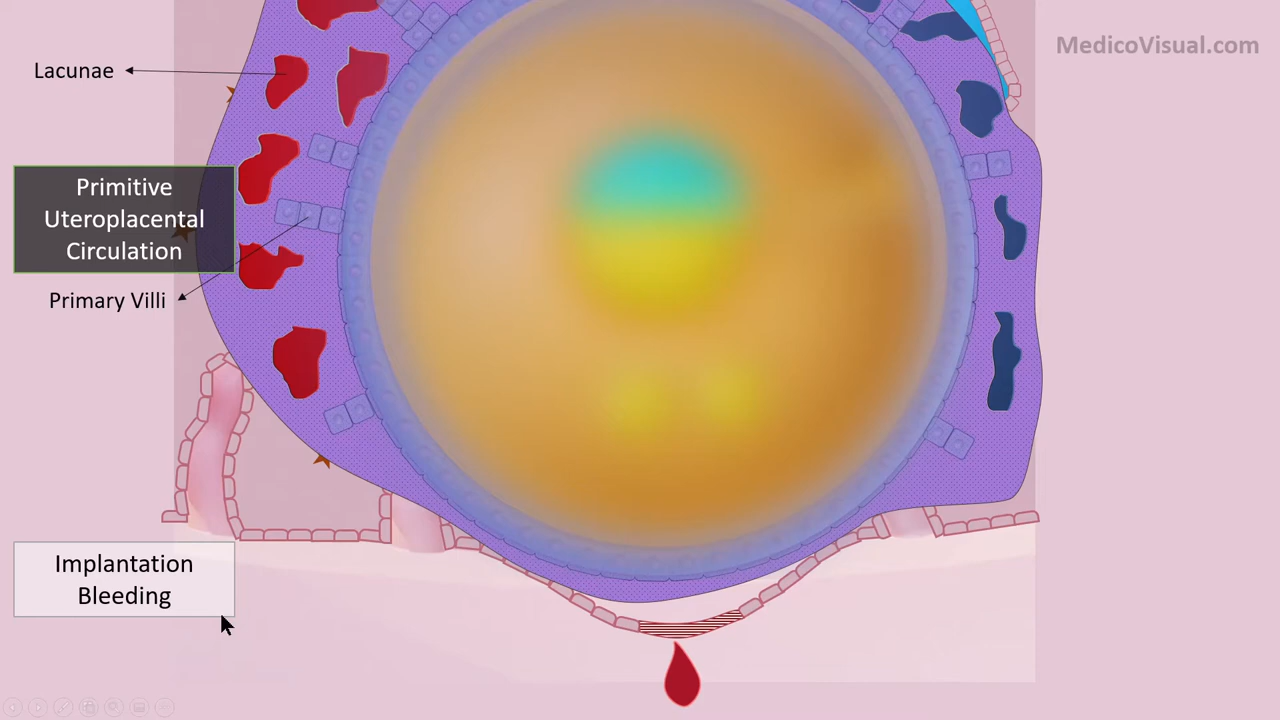 MedicoVisual.com
Lacunae
Primitive
Uteroplacental
Circulation
Primary Villi
Implantation
Bleeding